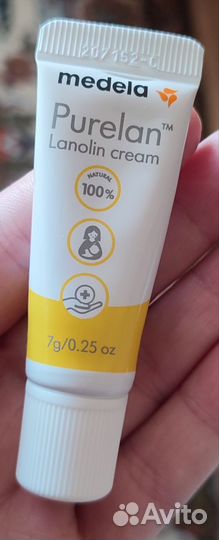 medela
Purelan™
Lanolin cream
NATURAL
100%
7g/0.25 oz
Avito